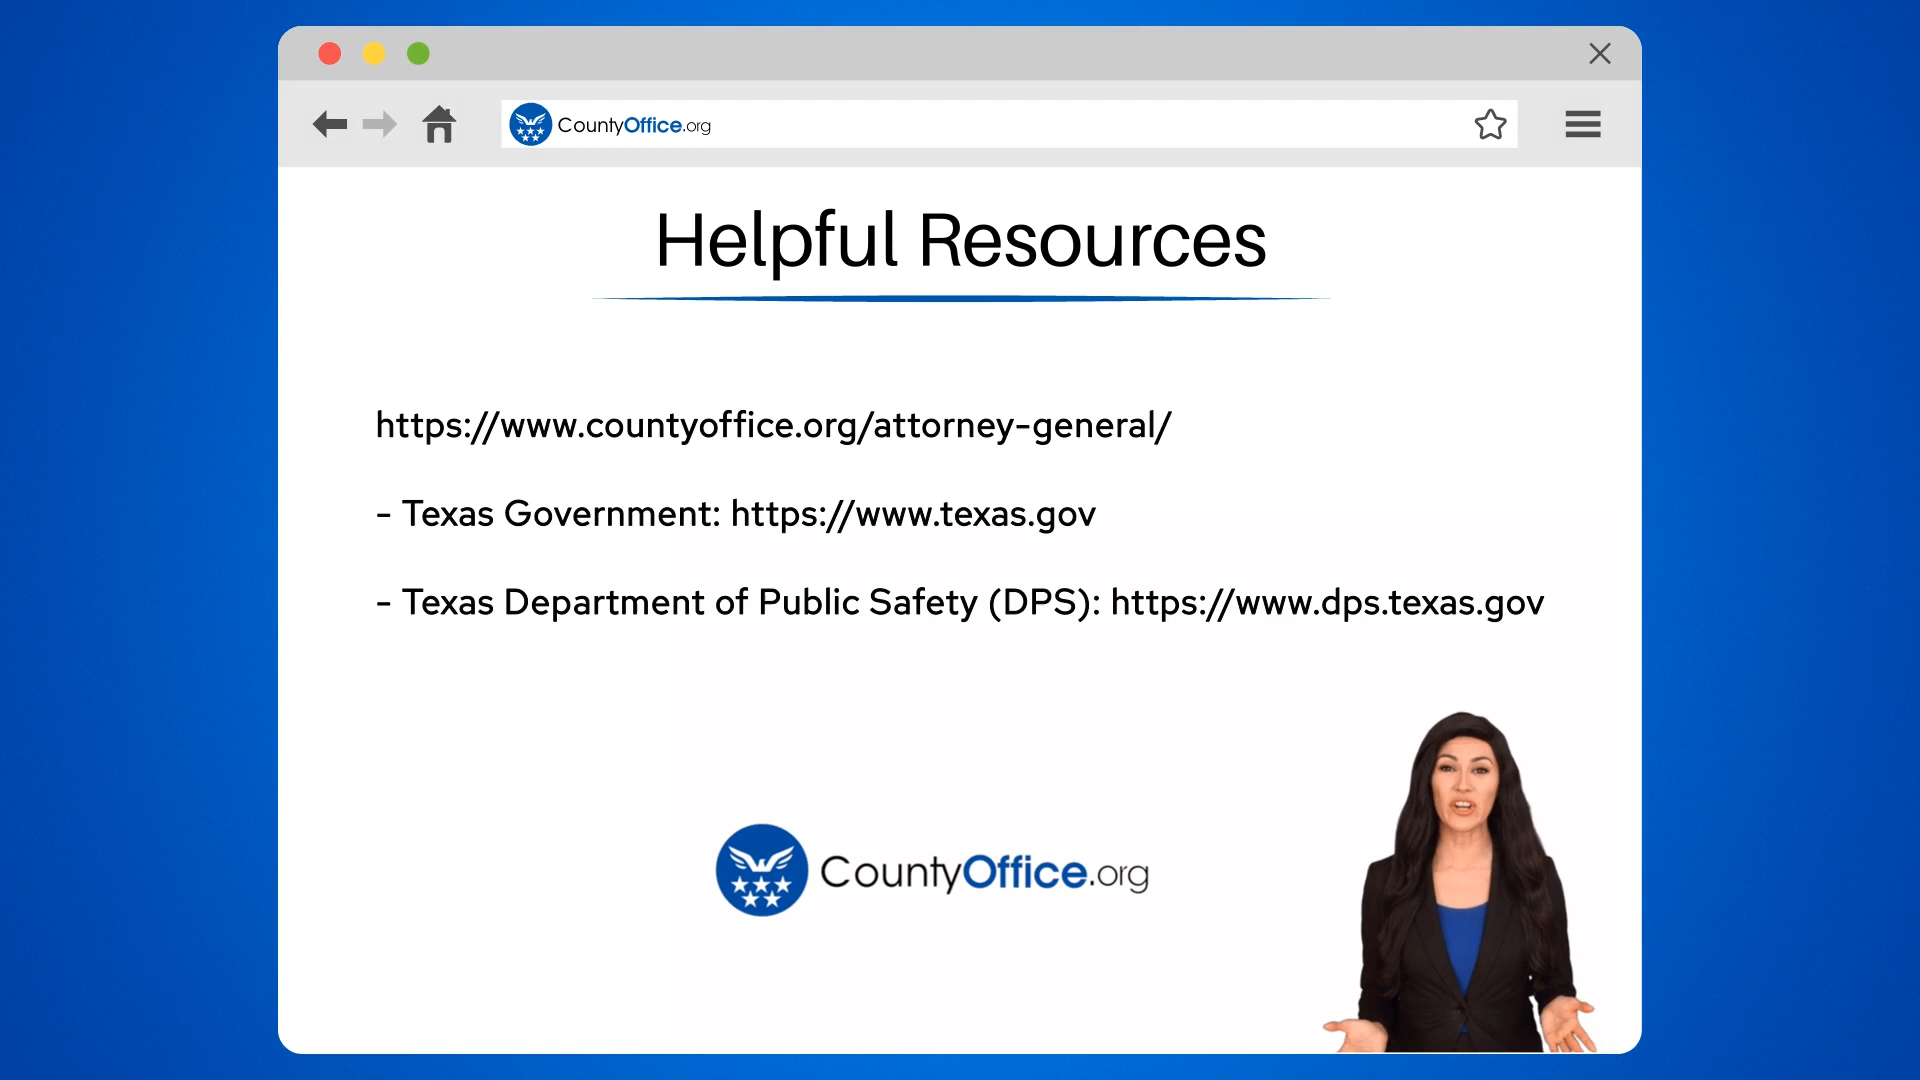 CountyOffice.org
Helpful Resources
https://www.countyoffice.org/attorney-general/
- Texas Government: https://www.texas.gov
- Texas Department of Public Safety (DPS): https://www.dps.texas.gov
CountyOffice.org